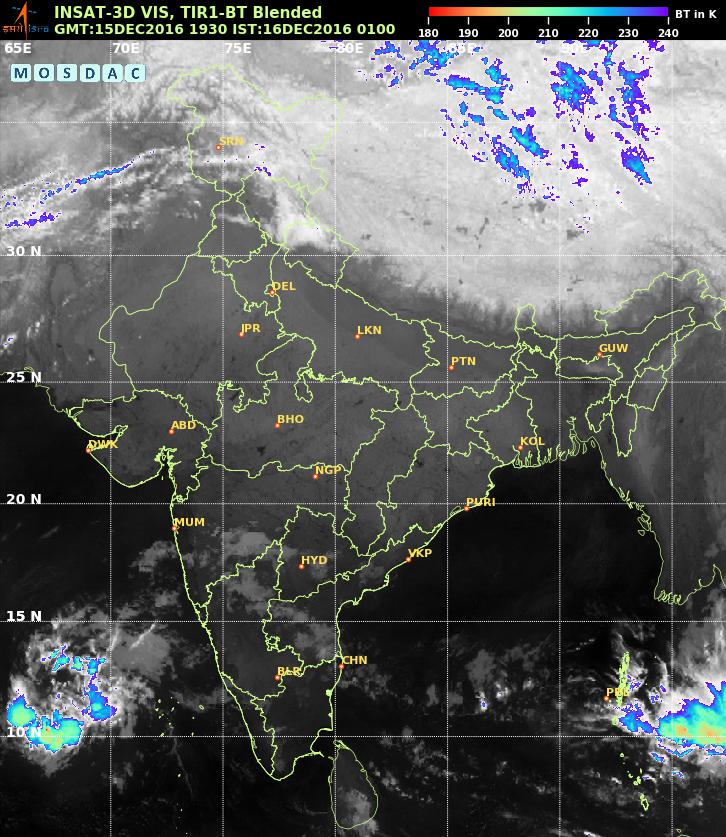 INSAT-3D VIS, TIR1-BT Blended
GMT:15DEC2016 1930 IST:16DEC2016 0100
BT in K
180 190 200 210 220 230 240
65E 70E 75E 80E 85E 90E
M O S D A C
SRN
30 N
DEL
JPR
LKN
GUW
PTN
25 N
BHO
ABD
KOL
DWK
NGP
20 N
PURI
MUM
VKP
HYD
15 N
CHN
BLR
PBL
10 N